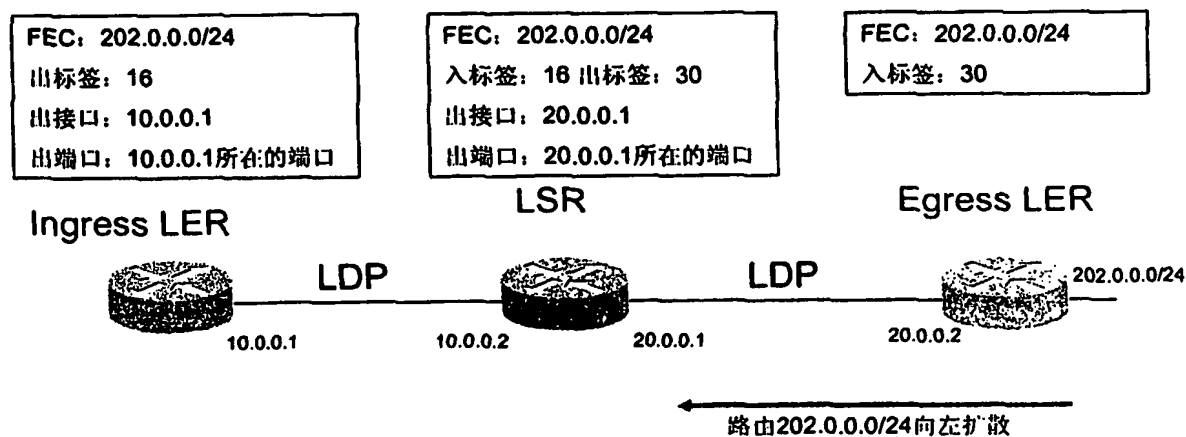 FEC：202.0.0.0/24
出标签：16
出接口：10.0.0.1
出端口：10.0.0.1所在的端口
FEC：202.0.0.0/24
入标签：16 出标签：30
出接口：20.0.0.1
出端口：20.0.0.1所在的端口
FEC：202.0.0.0/24
入标签：30
Ingress LER
LSR
Egress LER
LDP
LDP
202.0.0.0/24
10.0.0.1
10.0.0.2
20.0.0.1
20.0.0.2
路由202.0.0.0/24向左扩散